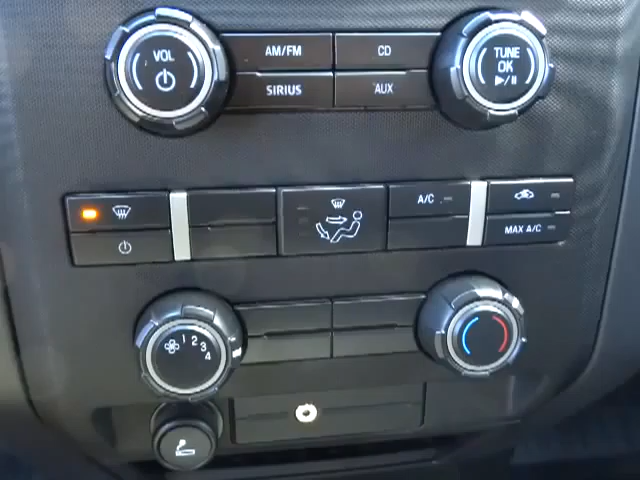 VOL
AM/FM
CD
TUNE
OK
SIRIUS
AUX
A/C
MAX A/C
1 2 3 4